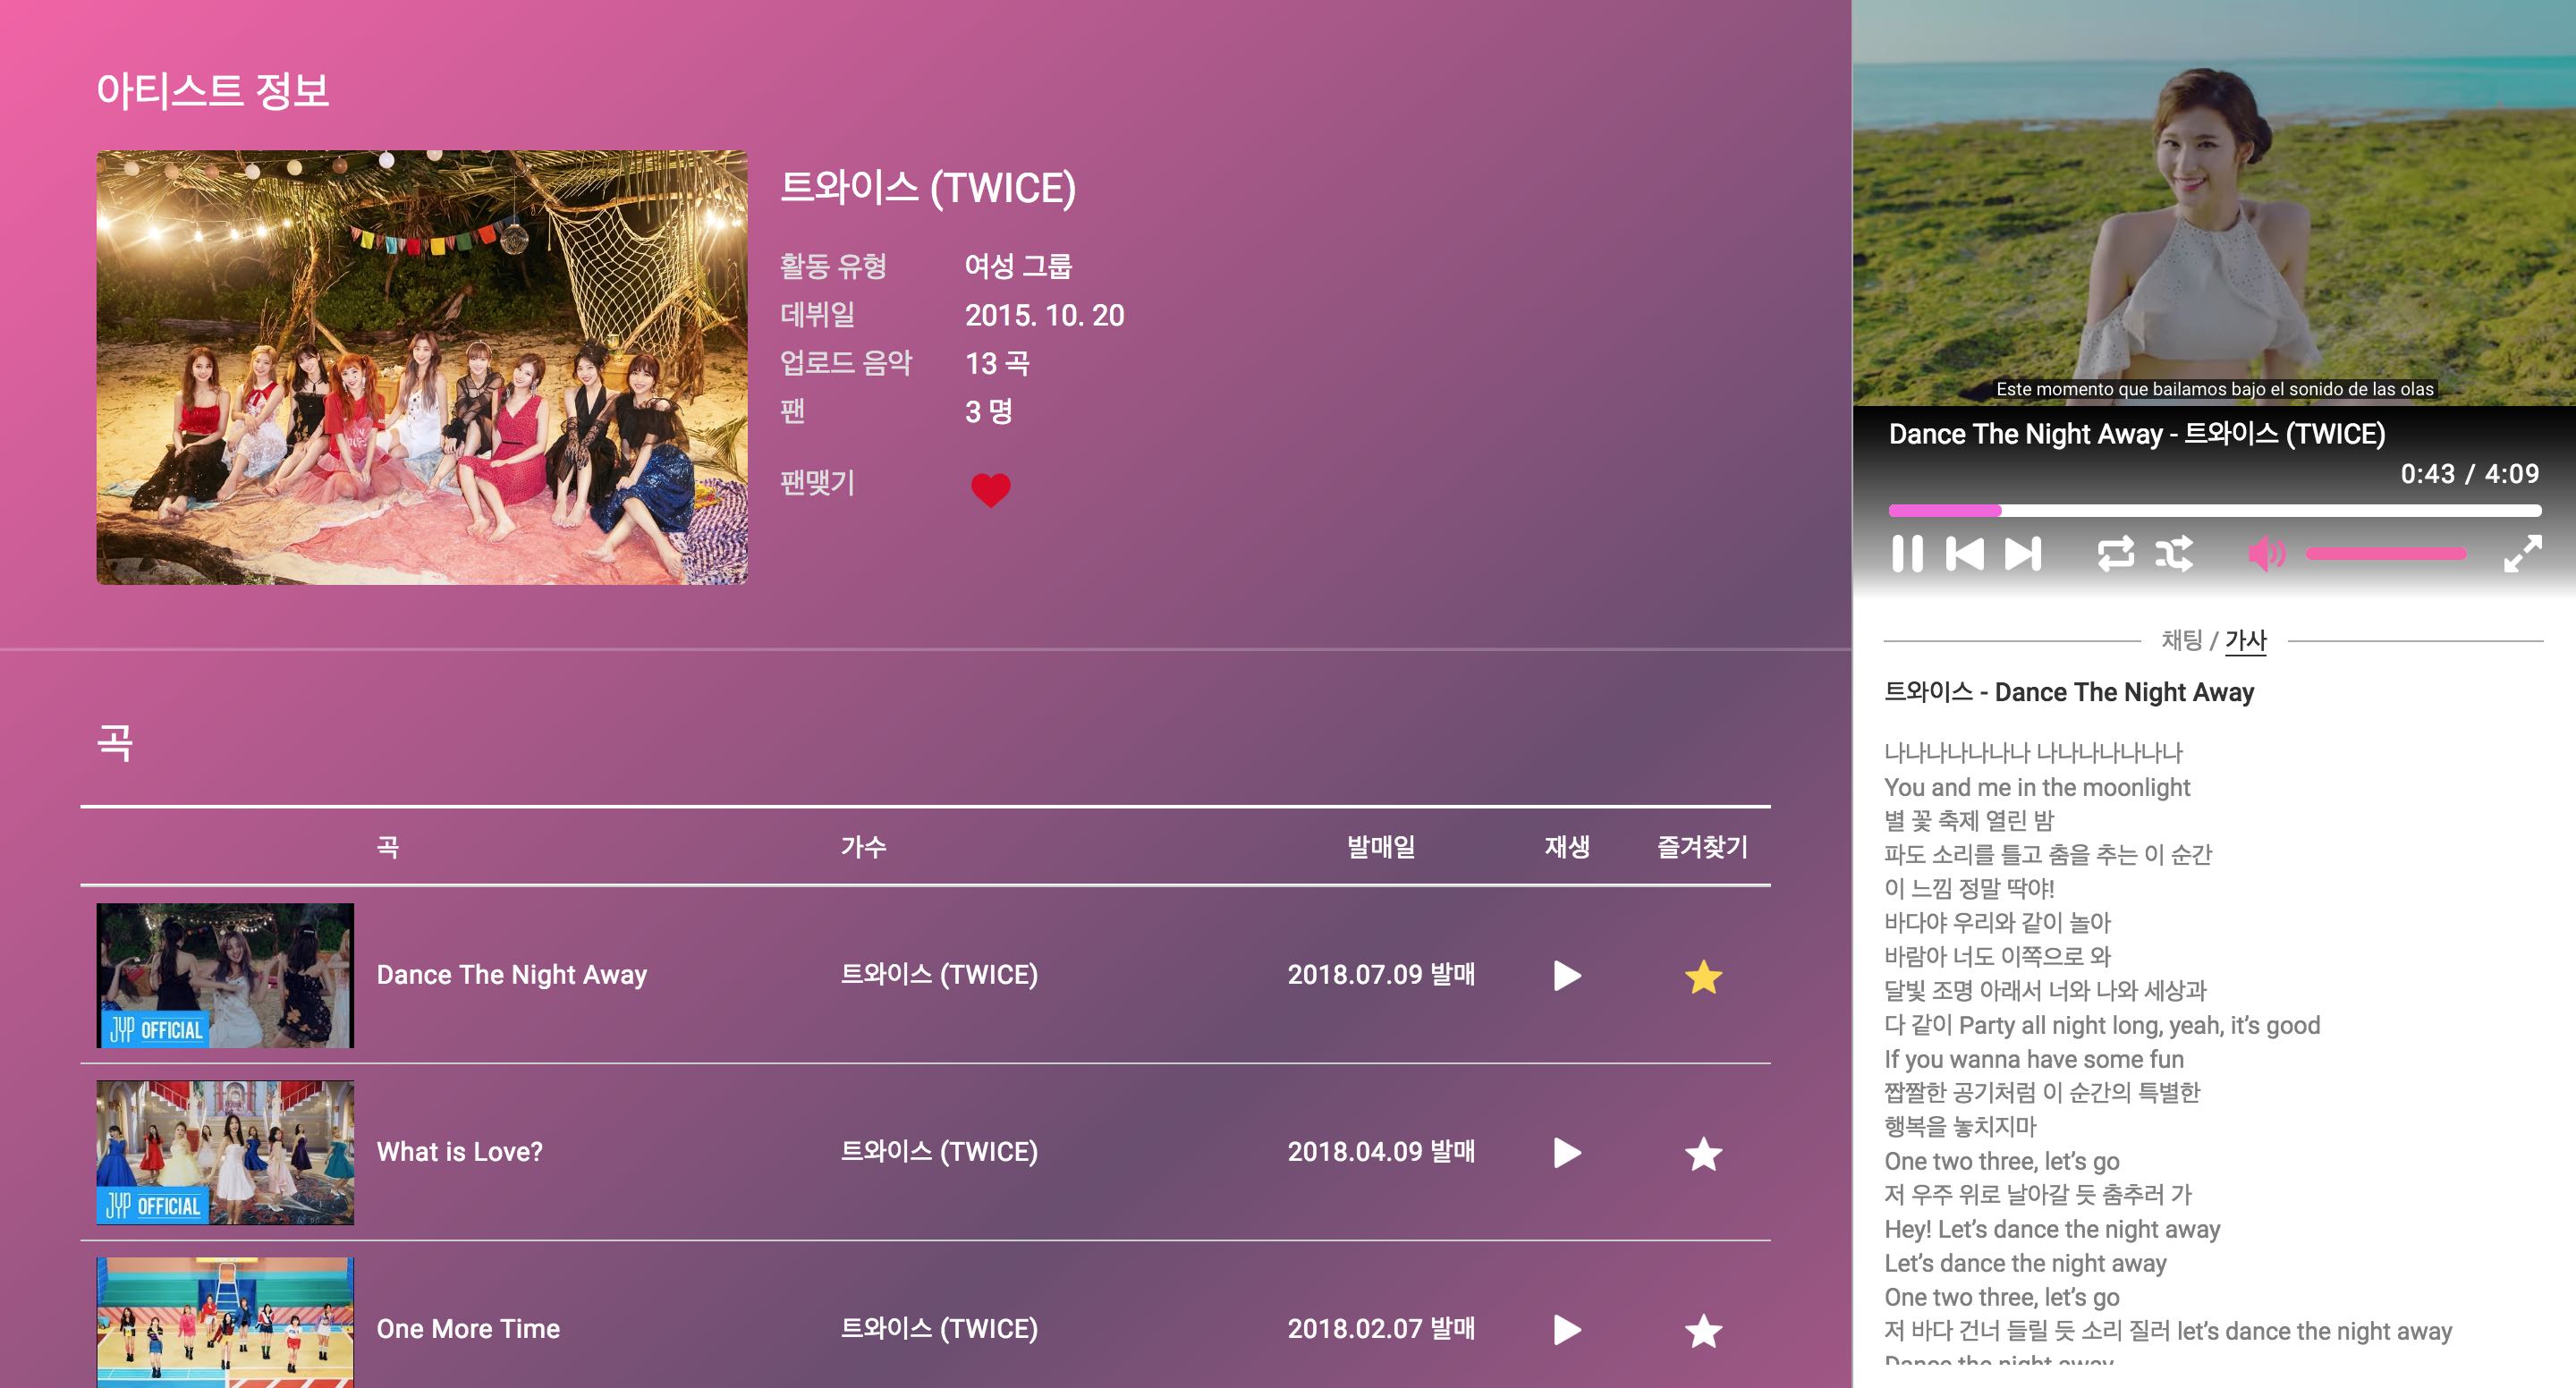 아티스트 정보
트와이스 (TWICE)
활동 유형 여성 그룹
데뷔일 2015. 10. 20
업로드 음악 13 곡
팬 3 명
팬맺기
곡
곡 가수 발매일 재생 즐겨찾기
JYP OFFICIAL
Dance The Night Away 트와이스 (TWICE) 2018.07.09 발매
JYP OFFICIAL
What is Love? 트와이스 (TWICE) 2018.04.09 발매
One More Time 트와이스 (TWICE) 2018.02.07 발매
Este momento que bailamos bajo el sonido de las olas
Dance The Night Away - 트와이스 (TWICE)
0:43 / 4:09
채팅 / 가사
트와이스 - Dance The Night Away
나나나나나나나 나나나나나나나
You and me in the moonlight
별 꽃 축제 열린 밤
파도 소리를 틀고 춤을 추는 이 순간
이 느낌 정말 딱야!
바다야 우리와 같이 놀아
바람아 너도 이쪽으로 와
달빛 조명 아래서 너와 나와 세상과
다 같이 Party all night long, yeah, it’s good
If you wanna have some fun
짭짤한 공기처럼 이 순간의 특별한
행복을 놓치지마
One two three, let’s go
저 우주 위로 날아갈 듯 춤추러 가
Hey! Let’s dance the night away
Let’s dance the night away
One two three, let’s go
저 바다 건너 들릴 듯 소리 질러 let’s dance the night away
Dance the night away